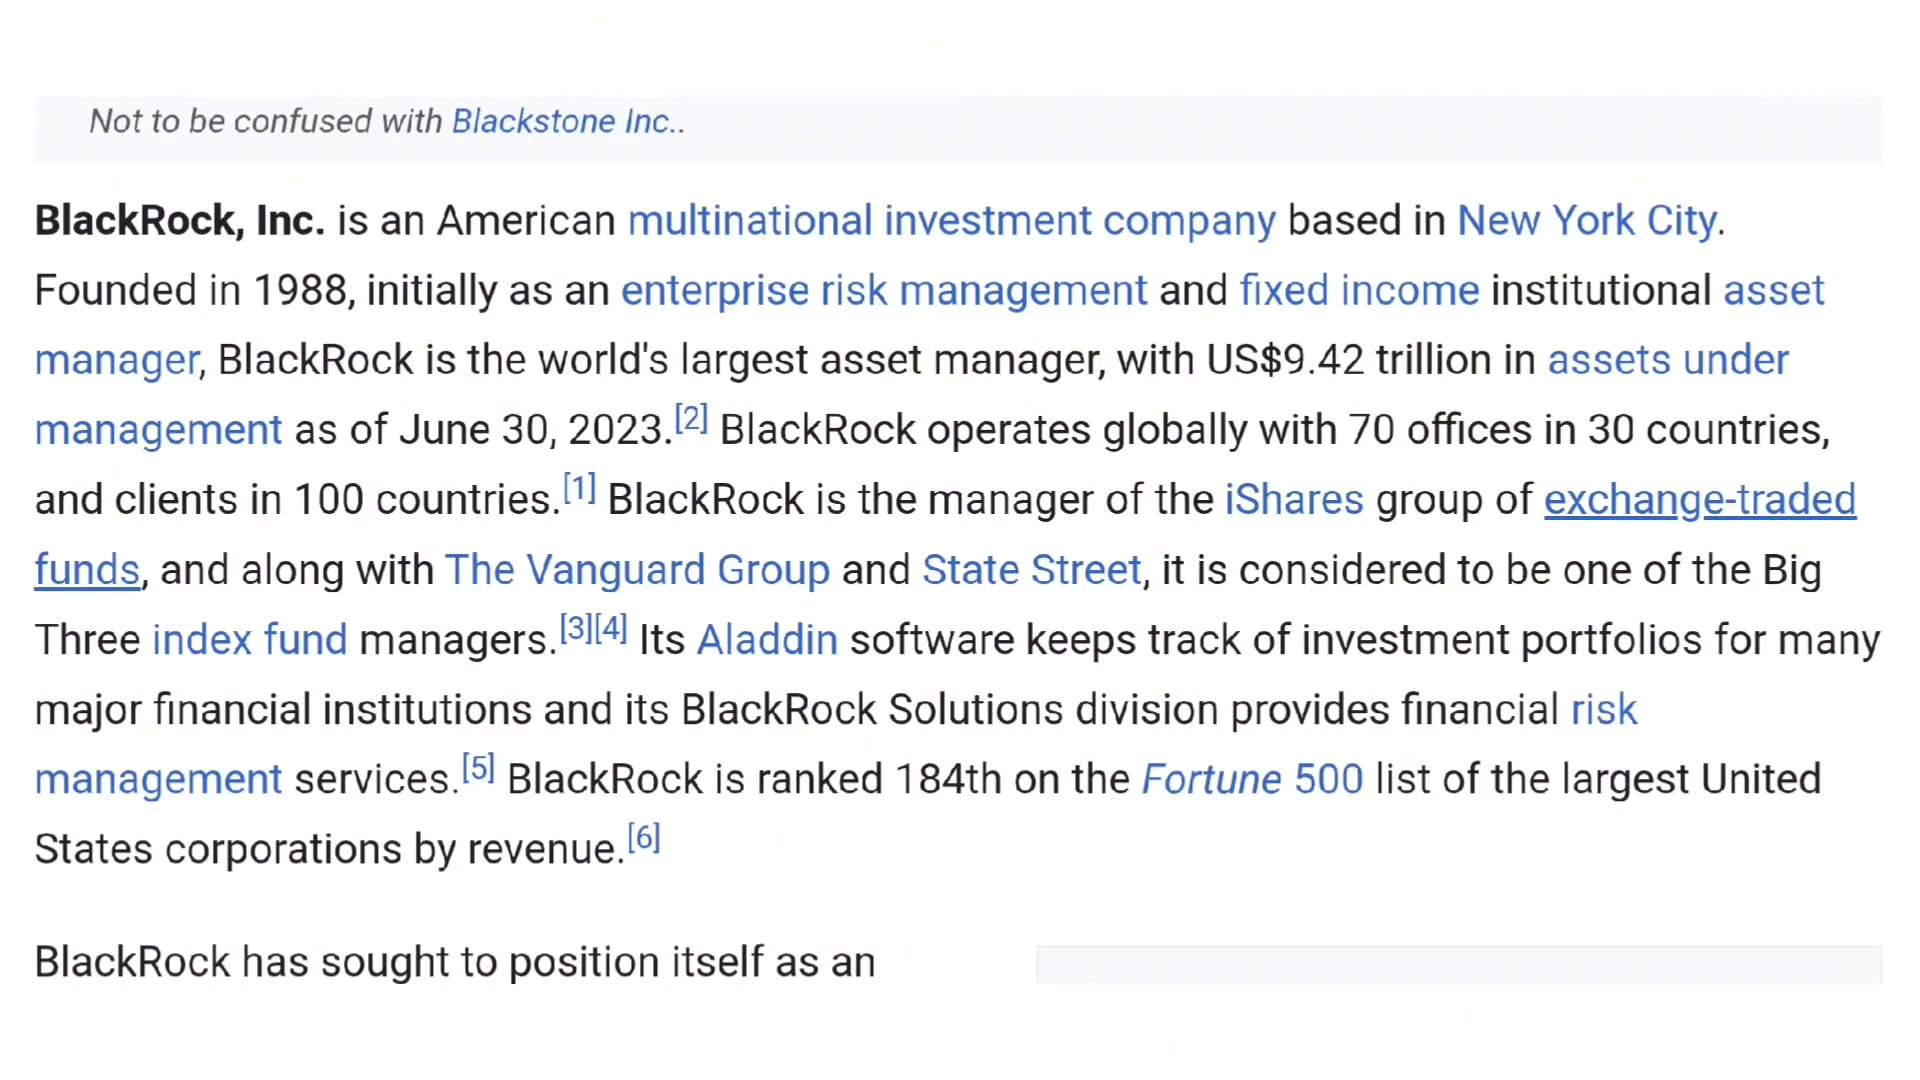 Not to be confused with Blackstone Inc..
BlackRock, Inc. is an American multinational investment company based in New York City.
Founded in 1988, initially as an enterprise risk management and fixed income institutional asset
manager, BlackRock is the world's largest asset manager, with US$9.42 trillion in assets under
management as of June 30, 2023.[2] BlackRock operates globally with 70 offices in 30 countries,
and clients in 100 countries.[1] BlackRock is the manager of the iShares group of exchange-traded
funds, and along with The Vanguard Group and State Street, it is considered to be one of the Big
Three index fund managers.[3][4] Its Aladdin software keeps track of investment portfolios for many
major financial institutions and its BlackRock Solutions division provides financial risk
management services.[5] BlackRock is ranked 184th on the Fortune 500 list of the largest United
States corporations by revenue.[6]
BlackRock has sought to position itself as an